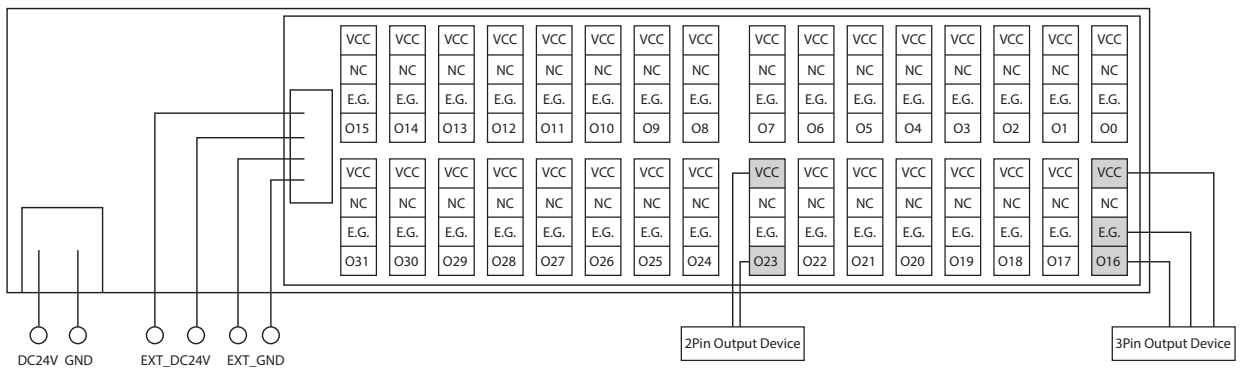 VCC VCC VCC VCC VCC VCC VCC VCC VCC VCC VCC VCC VCC VCC VCC VCC
NC NC NC NC NC NC NC NC NC NC NC NC NC NC NC NC
E.G. E.G. E.G. E.G. E.G. E.G. E.G. E.G. E.G. E.G. E.G. E.G. E.G. E.G. E.G. E.G.
O15 O14 O13 O12 O11 O10 O9 O8 O7 O6 O5 O4 O3 O2 O1 O0
VCC VCC VCC VCC VCC VCC VCC VCC VCC VCC VCC VCC VCC VCC VCC VCC
NC NC NC NC NC NC NC NC NC NC NC NC NC NC NC NC
E.G. E.G. E.G. E.G. E.G. E.G. E.G. E.G. E.G. E.G. E.G. E.G. E.G. E.G. E.G. E.G.
O31 O30 O29 O28 O27 O26 O25 O24 O23 O22 O21 O20 O19 O18 O17 O16
2Pin Output Device 3Pin Output Device
DC24V GND EXT_DC24V EXT_GND